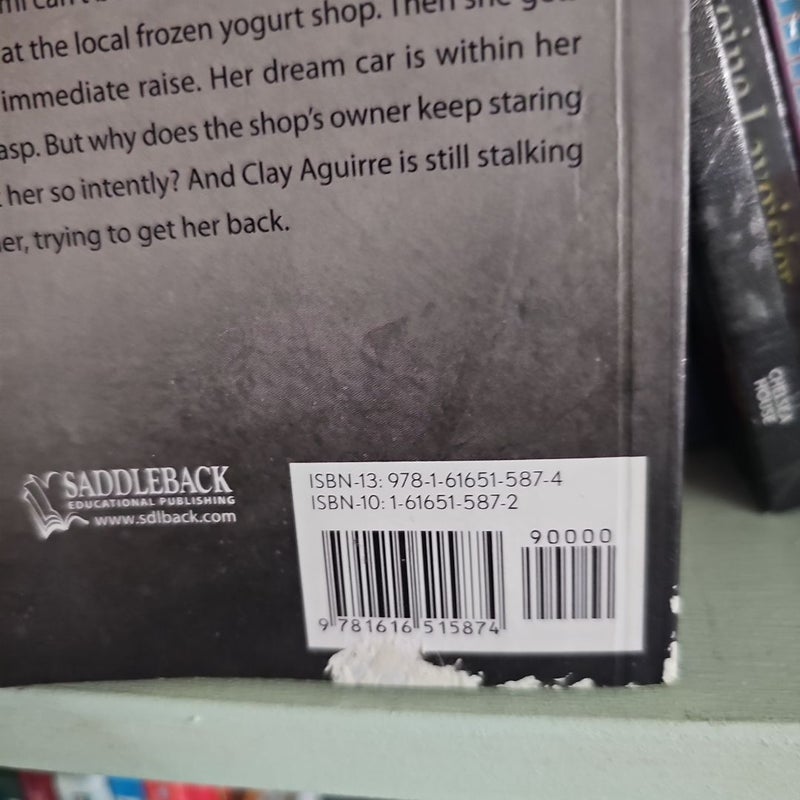 at the local frozen yogurt shop. Then she
immediate raise. Her dream car is within her
asp. But why does the shop's owner keep staring
her so intently? And Clay Aguirre is still stalking
er, trying to get her back.
SADDLEBACK
EDUCATIONAL PUBLISHING
www.sdlback.com
ISBN-13: 978-1-61651-587-4
ISBN-10: 1-61651-587-2
90000
9 781616 515874
CHELSEA
HOUSE